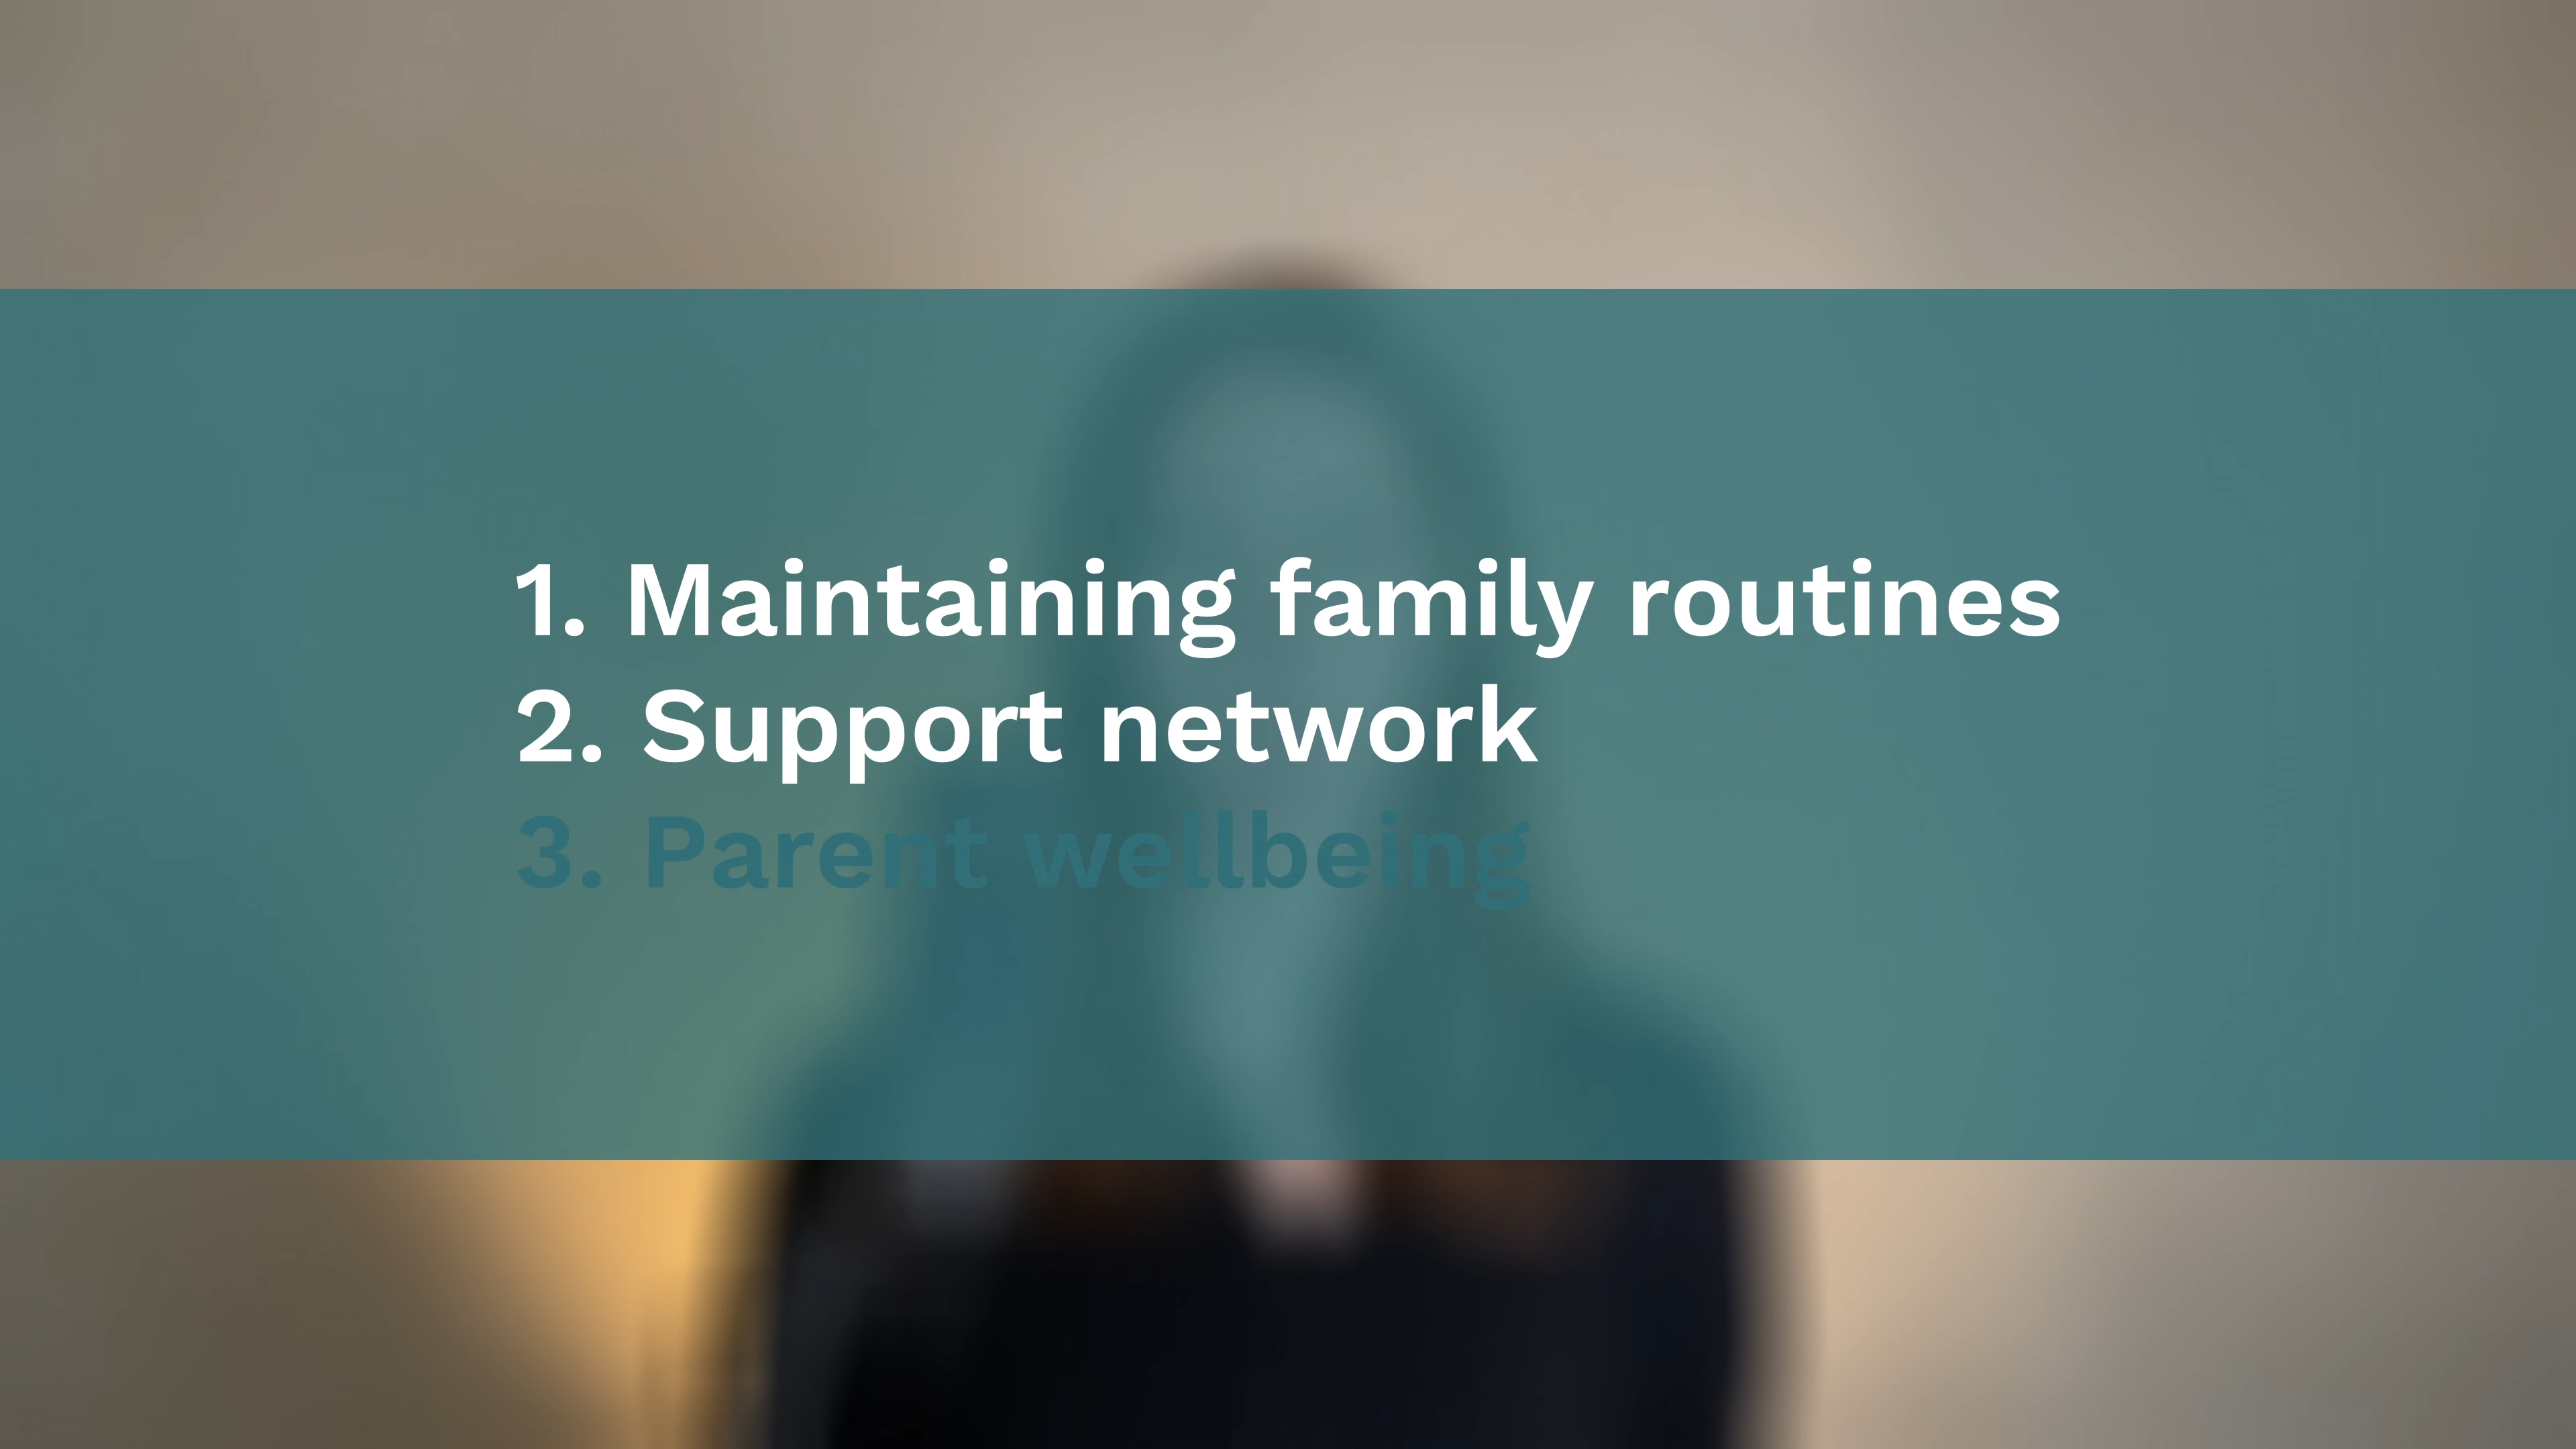 1. Maintaining family routines
2. Support network
3. Parent wellbeing